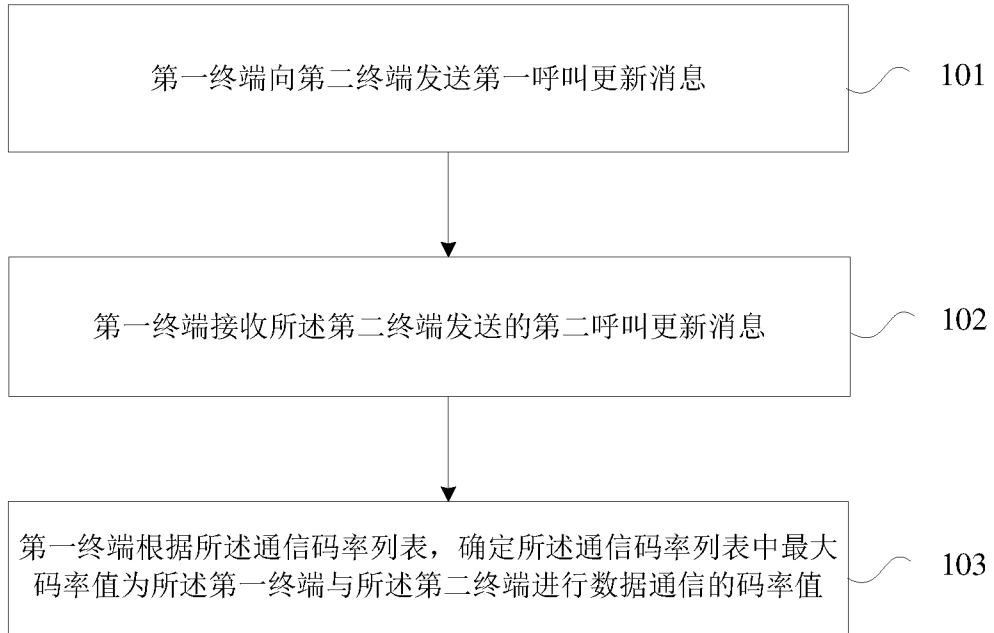 第一终端向第二终端发送第一呼叫更新消息
101
第一终端接收所述第二终端发送的第二呼叫更新消息
102
第一终端根据所述通信码率列表，确定所述通信码率列表中最大
码率值为所述第一终端与所述第二终端进行数据通信的码率值
103